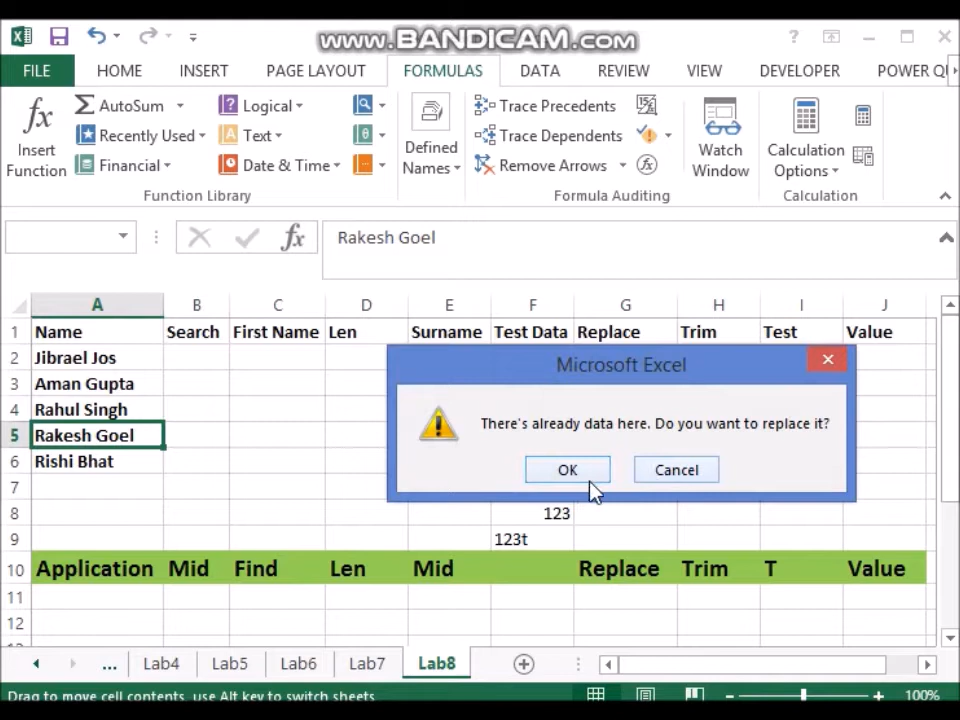 www.BANDICAM.com
FILE HOME INSERT PAGE LAYOUT FORMULAS DATA REVIEW VIEW DEVELOPER POWER QU
AutoSum Logical Trace Precedents
Recently Used Text Trace Dependents
Financial Date & Time Remove Arrows
Insert Function
Defined Names
Watch Window
Calculation Options
Function Library Formula Auditing Calculation
Rakesh Goel
A B C D E F G H I J
1 Name Search First Name Len Surname Test Data Replace Trim Test Value
2 Jibrael Jos
3 Aman Gupta
4 Rahul Singh
5 Rakesh Goel
6 Rishi Bhat
7
8 123
9 123t
10 Application Mid Find Len Mid Replace Trim T Value
11
12
Microsoft Excel
There's already data here. Do you want to replace it?
OK Cancel
... Lab4 Lab5 Lab6 Lab7 Lab8
Drag to move cell contents, use Alt key to switch sheets 100%